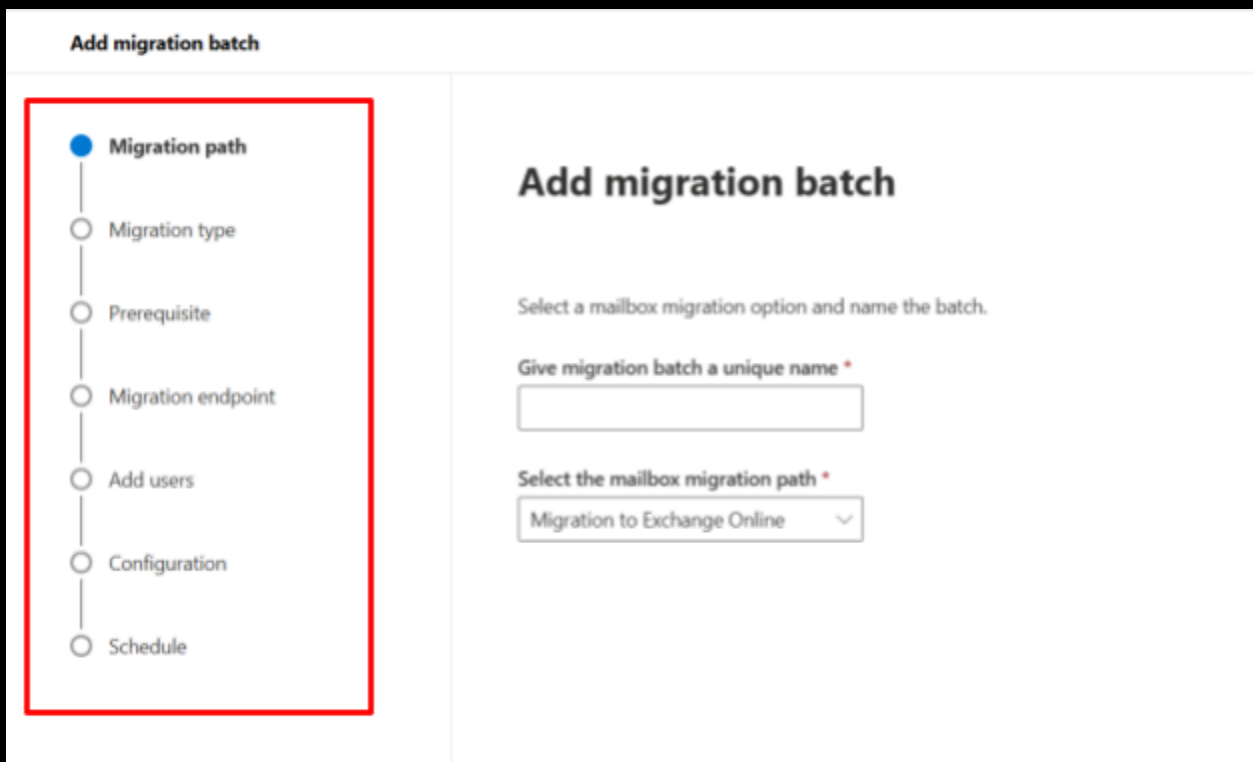 Add migration batch
Migration path
Migration type
Prerequisite
Migration endpoint
Add users
Configuration
Schedule
Add migration batch
Select a mailbox migration option and name the batch.
Give migration batch a unique name *
Select the mailbox migration path *
Migration to Exchange Online